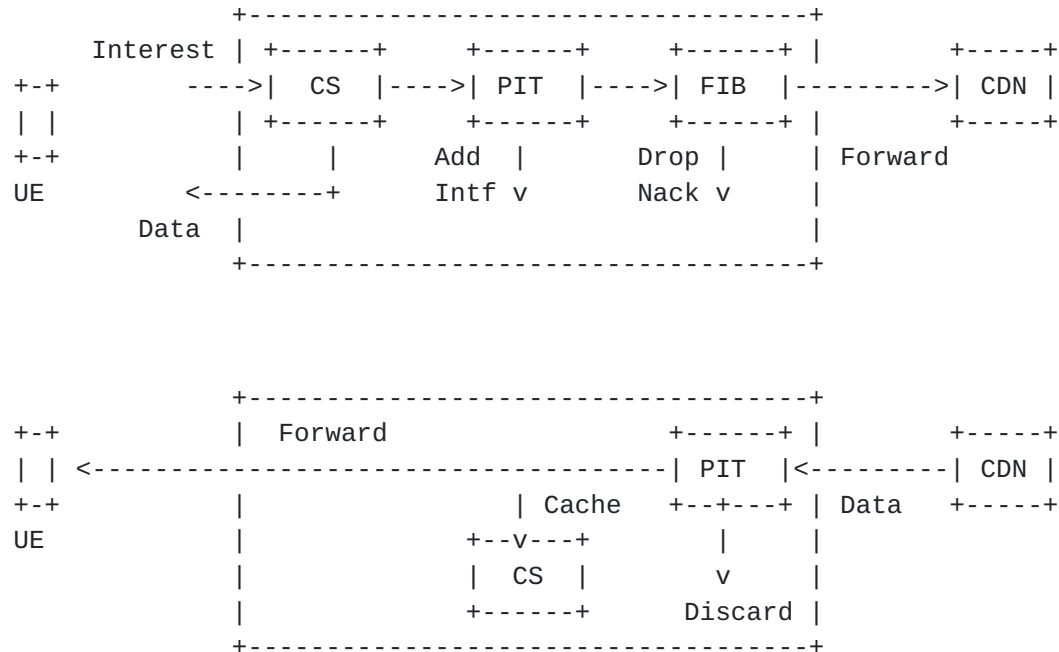 Interest
CS PIT FIB CDN
Add Drop Forward
UE Intf Nack
Data
Forward
PIT CDN
Cache Data
UE
CS
Discard